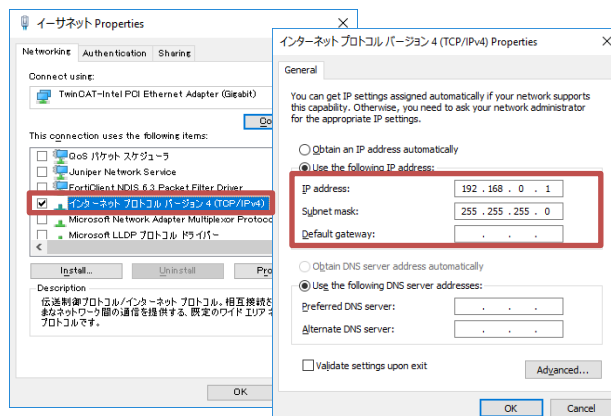 イーサネット Properties
Networking Authentication Sharing
Connect using:
TwinCAT-Intel PCI Ethernet Adapter (Gigabit)
This connection uses the following items:
QoS パケット スケジューラ
Juniper Network Service
FortiClient NDIS 6.3 Packet Filter Driver
インターネット プロトコル バージョン 4 (TCP/IPv4)
Microsoft Network Adapter Multiplexor Protoco
Microsoft LLDP プロトコル ドライバー
Install... Uninstall Pro
Description
伝送制御プロトコル/インターネット プロトコル。相互接続さ
まなネットワーク間の通信を提供する、既定のワイド エリア ネ
プロトコルです。
OK
インターネット プロトコル バージョン 4 (TCP/IPv4) Properties
General
You can get IP settings assigned automatically if your network supports
this capability. Otherwise, you need to ask your network administrator
for the appropriate IP settings.
Obtain an IP address automatically
Use the following IP address:
IP address: 192 . 168 . 0 . 1
Subnet mask: 255 . 255 . 255 . 0
Default gateway: . . .
Obtain DNS server address automatically
Use the following DNS server addresses:
Preferred DNS server: . . .
Alternate DNS server: . . .
Validate settings upon exit
Advanced...
OK Cancel